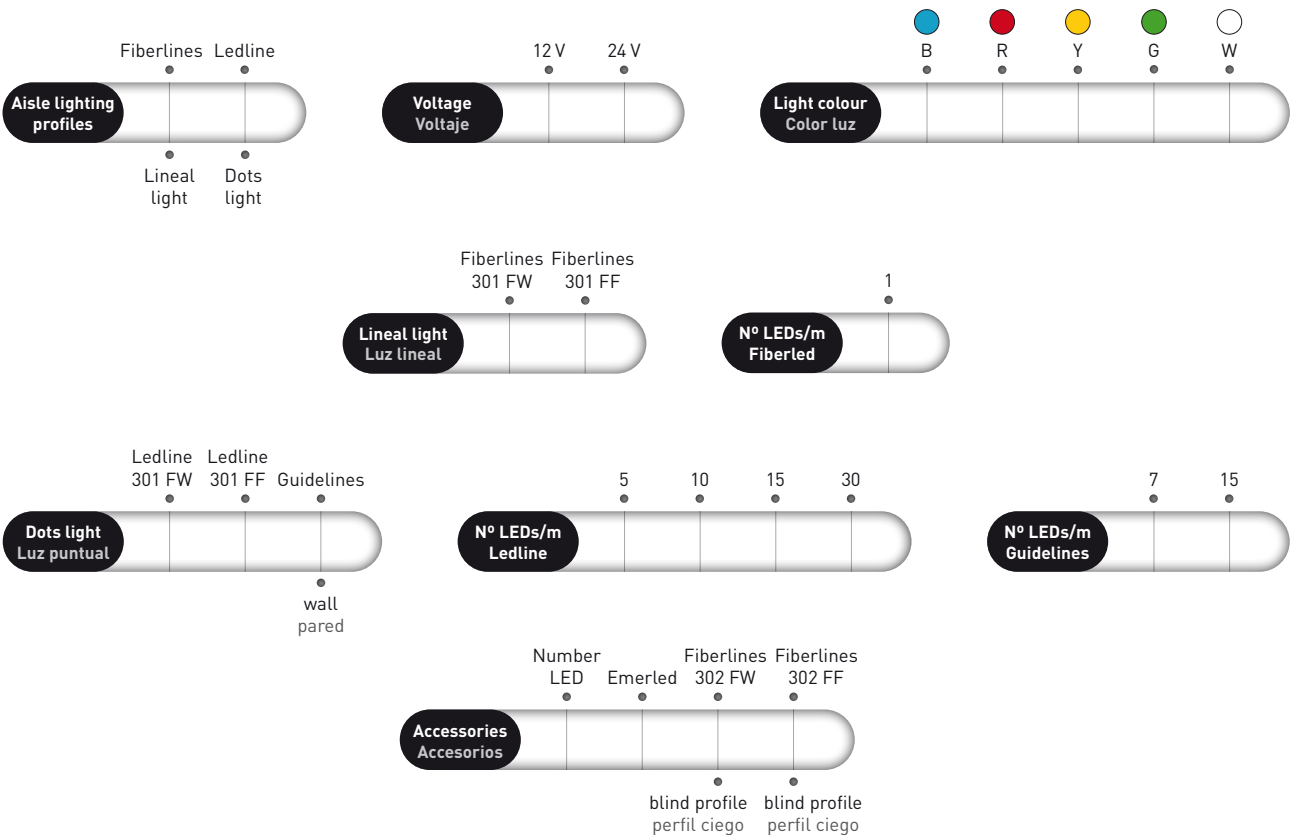 Fiberlines Ledline
Aisle lighting
profiles
Lineal
light
Dots
light
12 V 24 V
Voltage
Voltaje
B R Y G W
Light colour
Color luz
Fiberlines
301 FW
Fiberlines
301 FF
Lineal light
Luz lineal
1
Nº LEDs/m
Fiberled
Ledline
301 FW
Ledline
301 FF
Guidelines
Dots light
Luz puntual
wall
pared
5 10 15 30
Nº LEDs/m
Ledline
7 15
Nº LEDs/m
Guidelines
Number
LED
Emerled
Fiberlines
302 FW
Fiberlines
302 FF
Accessories
Accesorios
blind profile
perfil ciego
blind profile
perfil ciego